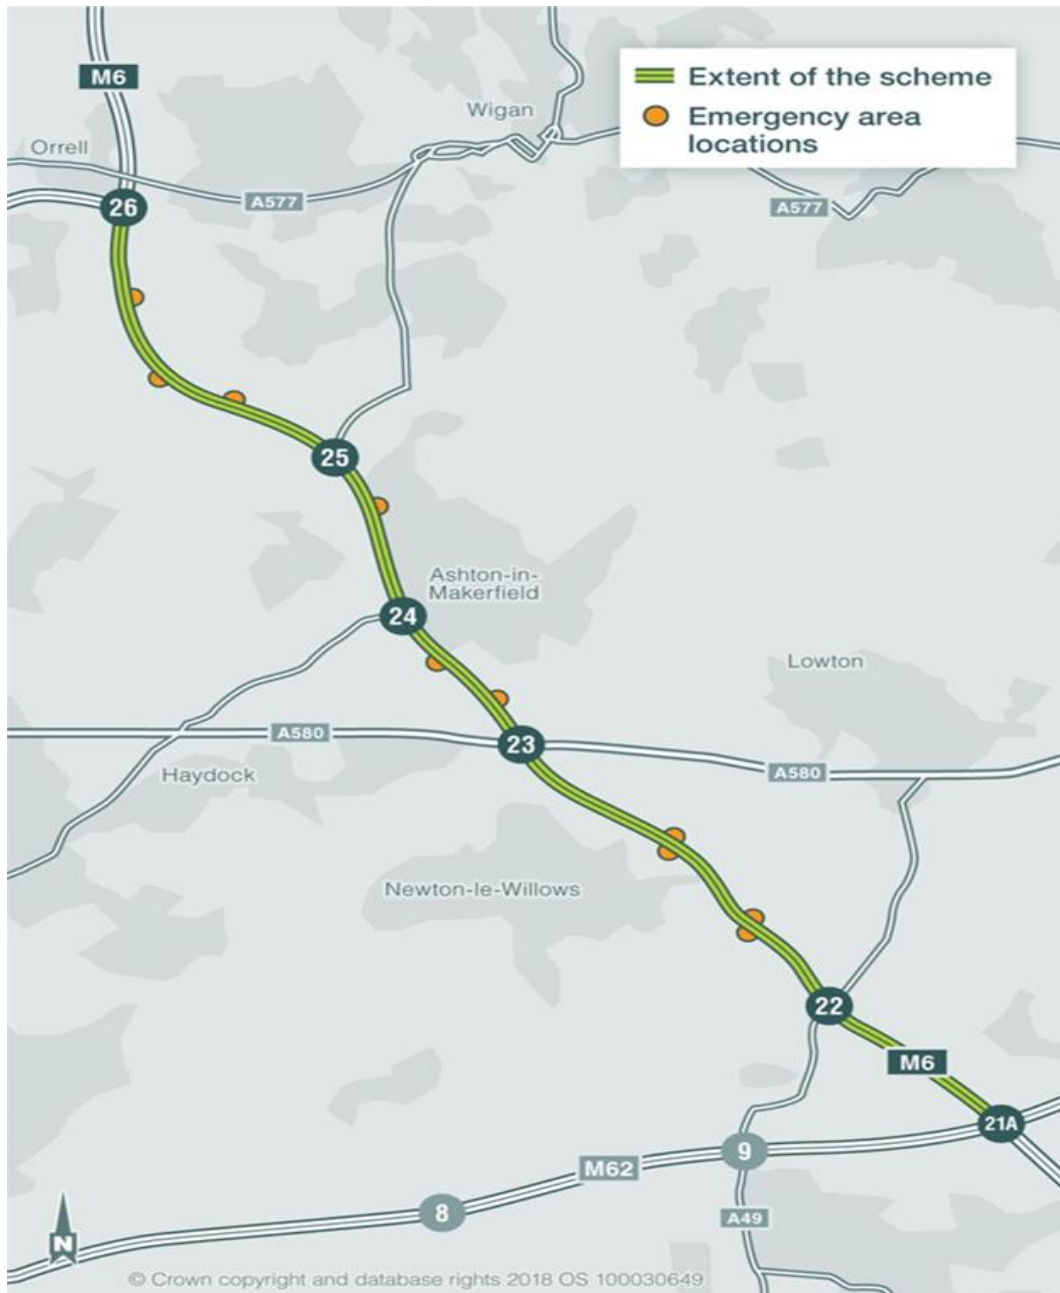 M6
Extent of the scheme
Emergency area
locations
Wigan
Orrell
A577
A577
26
25
Ashton-in-
Makerfield
24
Lowton
A580
23
A580
Haydock
Newton-le-Willows
22
M6
21A
9
M62
8
A49
N
© Crown copyright and database rights 2018 OS 100030649